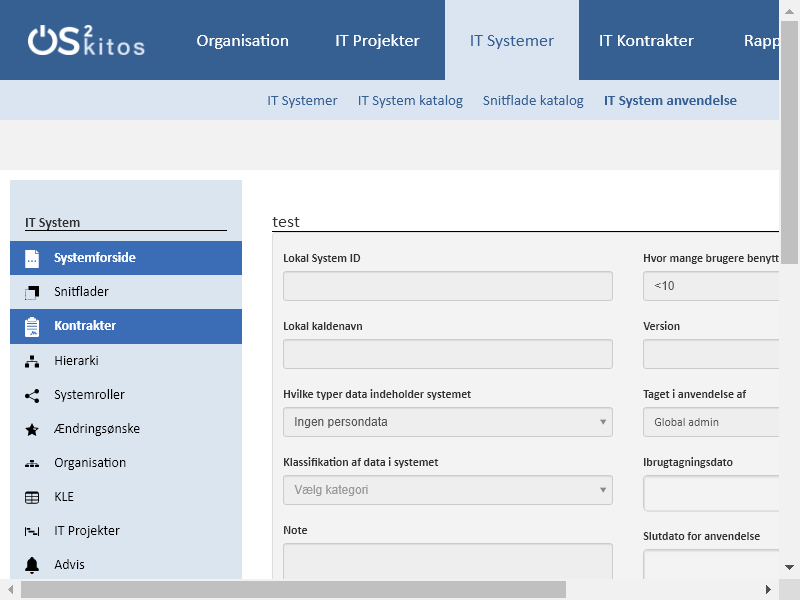 OS2
kitos
Organisation
IT Projekter
IT Systemer
IT Kontrakter
Rapp
IT Systemer
IT System katalog
Snitflade katalog
IT System anvendelse
IT System
Systemforside
Snitflader
Kontrakter
Hierarki
Systemroller
Ændringsønske
Organisation
KLE
IT Projekter
Advis
test
Lokal System ID
Hvor mange brugere benytt
<10
Lokal kaldenavn
Version
Hvilke typer data indeholder systemet
Taget i anvendelse af
Ingen persondata
Global admin
Klassifikation af data i systemet
Ibrugtagningsdato
Vælg kategori
Note
Slutdato for anvendelse